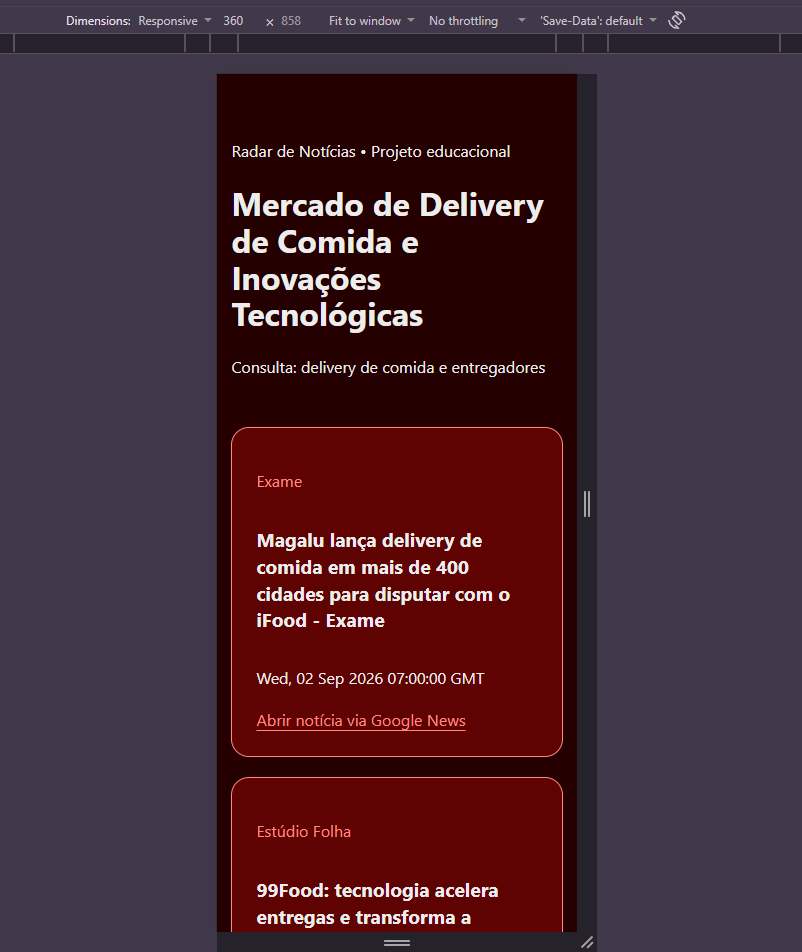 Dimensions: Responsive 360 × 858 Fit to window No throttling 'Save-Data': default
Radar de Notícias • Projeto educacional
Mercado de Delivery
de Comida e
Inovações
Tecnológicas
Consulta: delivery de comida e entregadores
Exame
Magalu lança delivery de
comida em mais de 400
cidades para disputar com o
iFood - Exame
Wed, 02 Sep 2026 07:00:00 GMT
Abrir notícia via Google News
Estúdio Folha
99Food: tecnologia acelera
entregas e transforma a